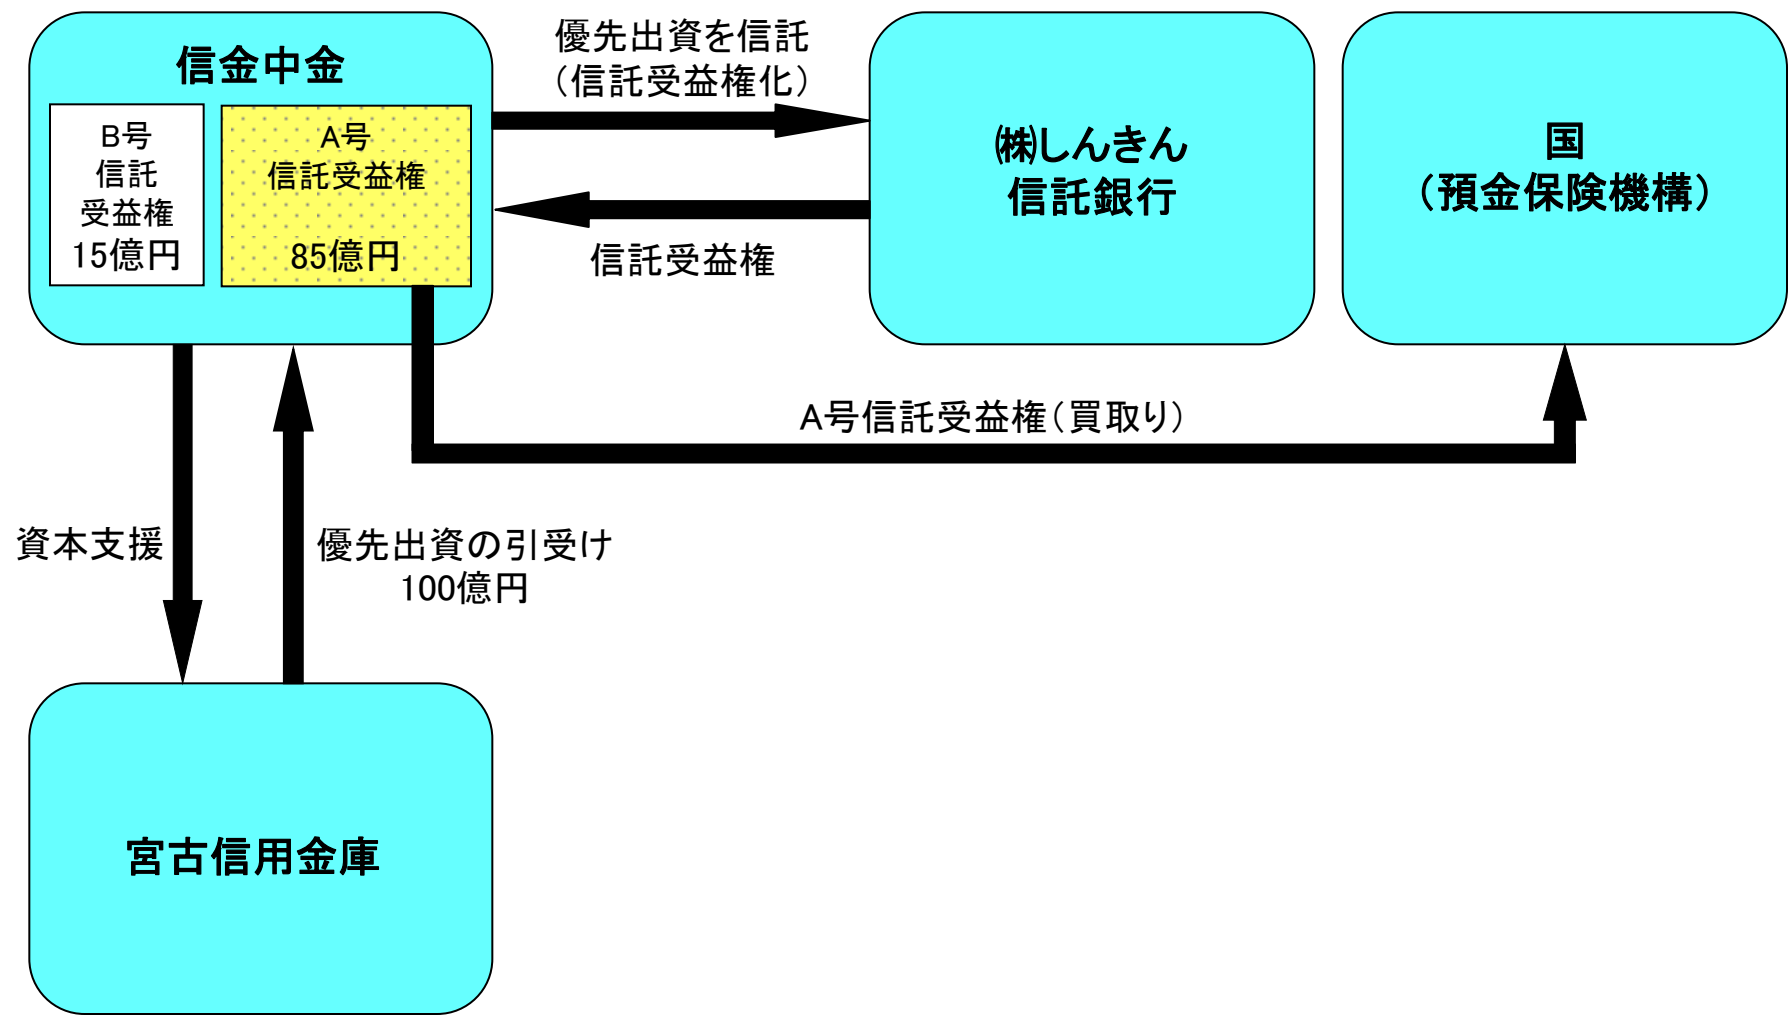 信金中金
B号
信託
受益権
15億円
A号
信託受益権
85億円
優先出資を信託
（信託受益権化）
信託受益権
㈱しんきん
信託銀行
国
（預金保険機構）
A号信託受益権（買取り）
資本支援
優先出資の引受け
100億円
宮古信用金庫